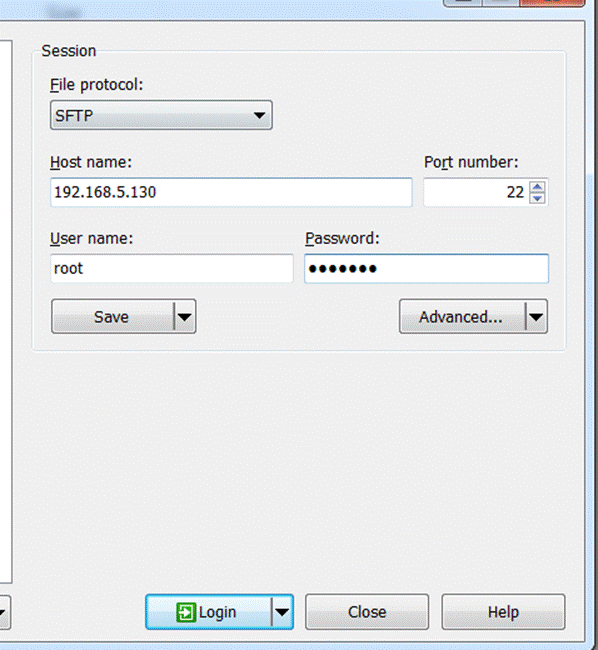 Session
File protocol:
SFTP
Host name:
Port number:
192.168.5.130
22
User name:
Password:
root
•••••••
Save
Advanced...
Login
Close
Help